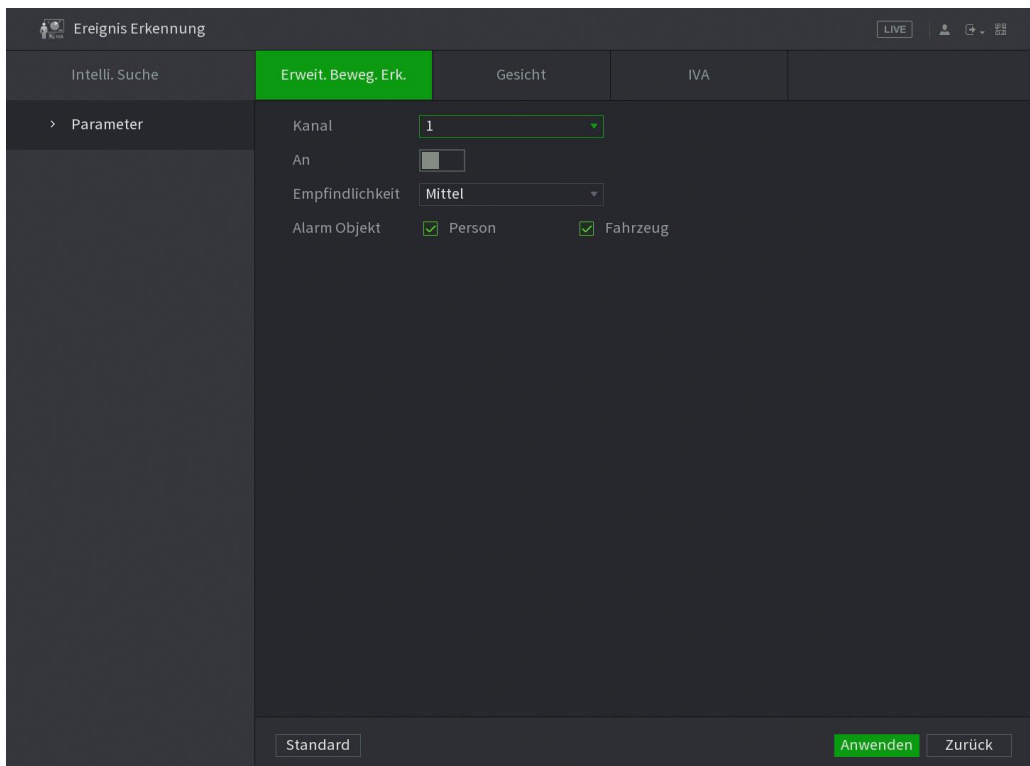 Ereignis Erkennung
LIVE
Intelli. Suche
Erweit. Beweg. Erk.
Gesicht
IVA
> Parameter
Kanal
1
An
Empfindlichkeit
Mittel
Alarm Objekt
Person
Fahrzeug
Standard
Anwenden
Zurück